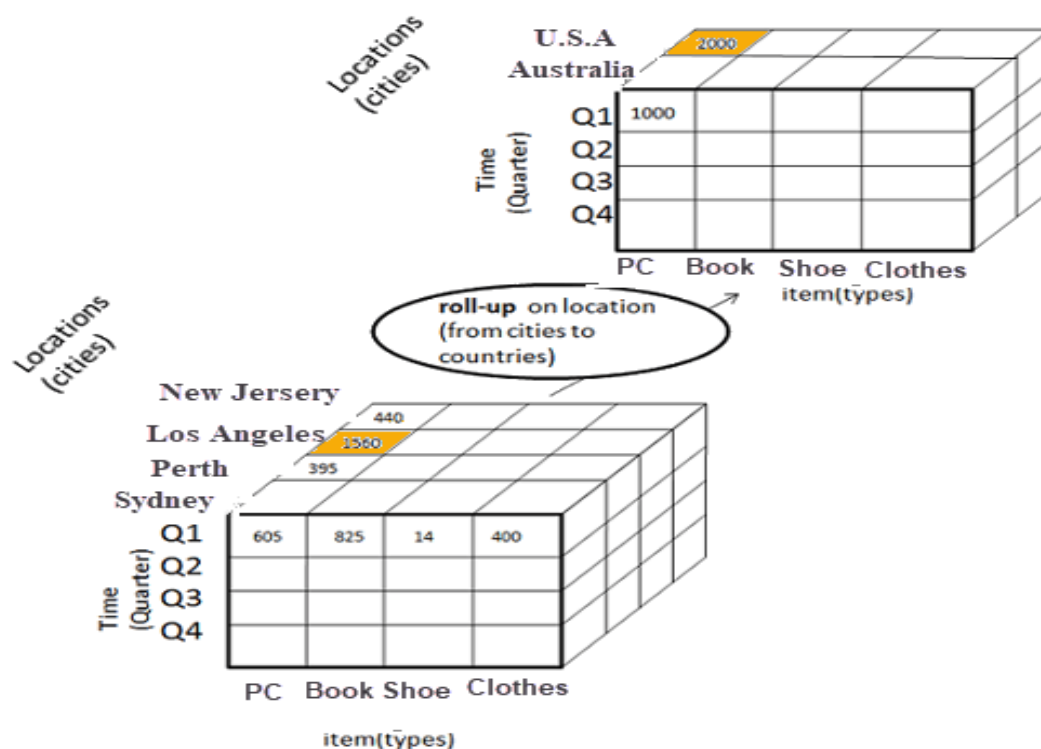 Locations
(cities)
U.S.A
2000
Australia
Q1
1000
Q2
Q3
Q4
Time
(Quarter)
PC Book Shoe Clothes
item(types)
roll-up on location
(from cities to
countries)
Locations
(cities)
New Jersery
440
Los Angeles
1560
Perth
395
Sydney
Q1
605 825 14 400
Q2
Q3
Q4
Time
(Quarter)
PC Book Shoe Clothes
item(types)